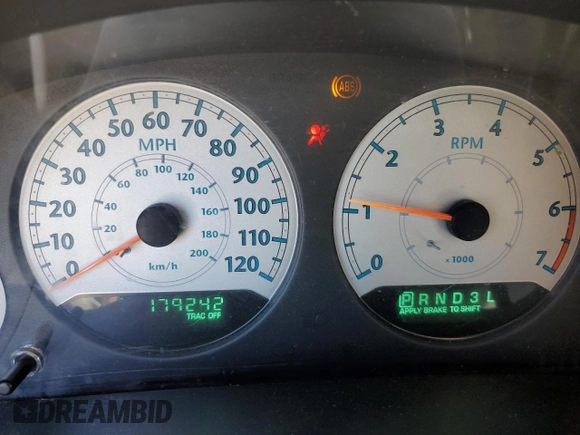 ABS
0 10 20 30 40 50 60 70 80 90 100 110 120
MPH
20 40 60 80 100 120 140 160 180 200
km/h
179242
TRAC OFF
0 1 2 3 4 5 6 7
RPM
x 1000
P R N D 3 L
APPLY BRAKE TO SHIFT
DREAMBID